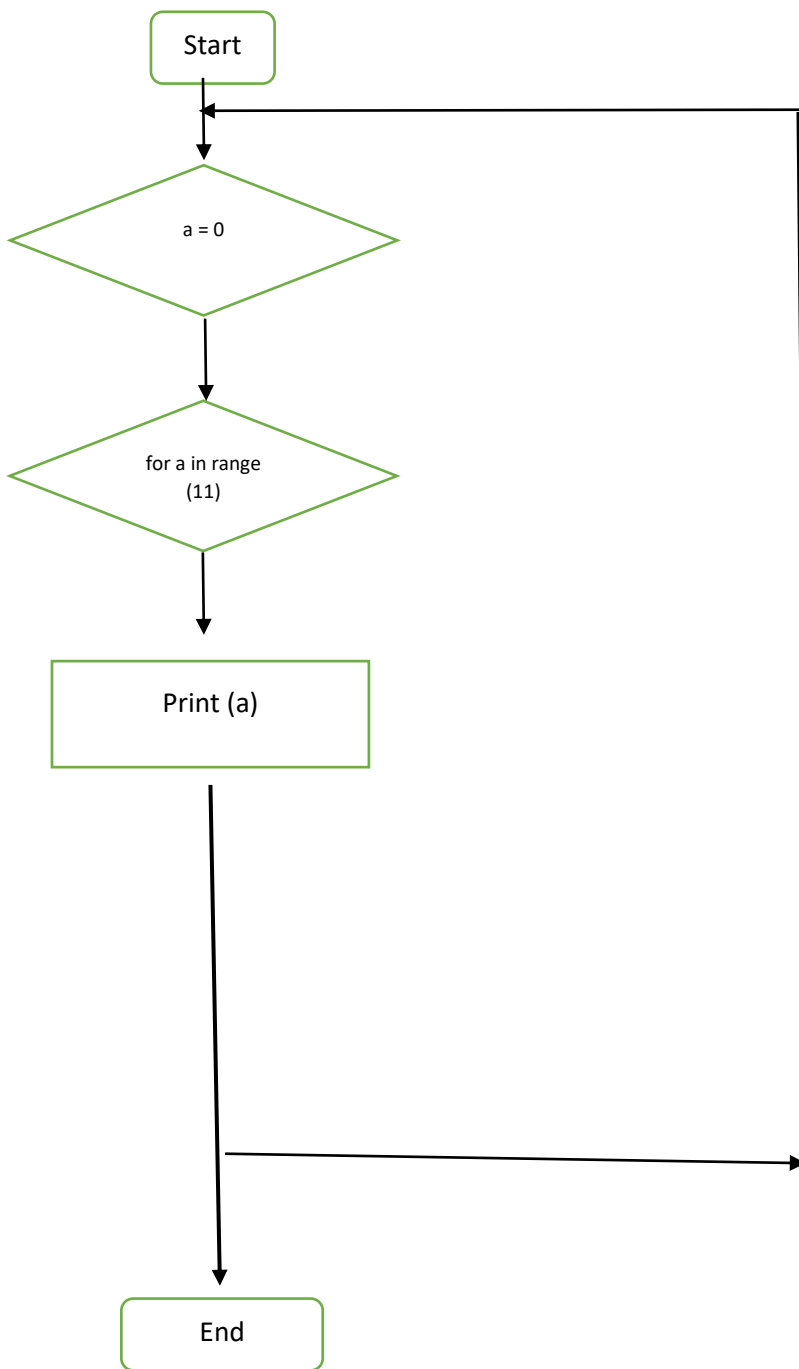 Start
a = 0
for a in range
(11)
Print (a)
End